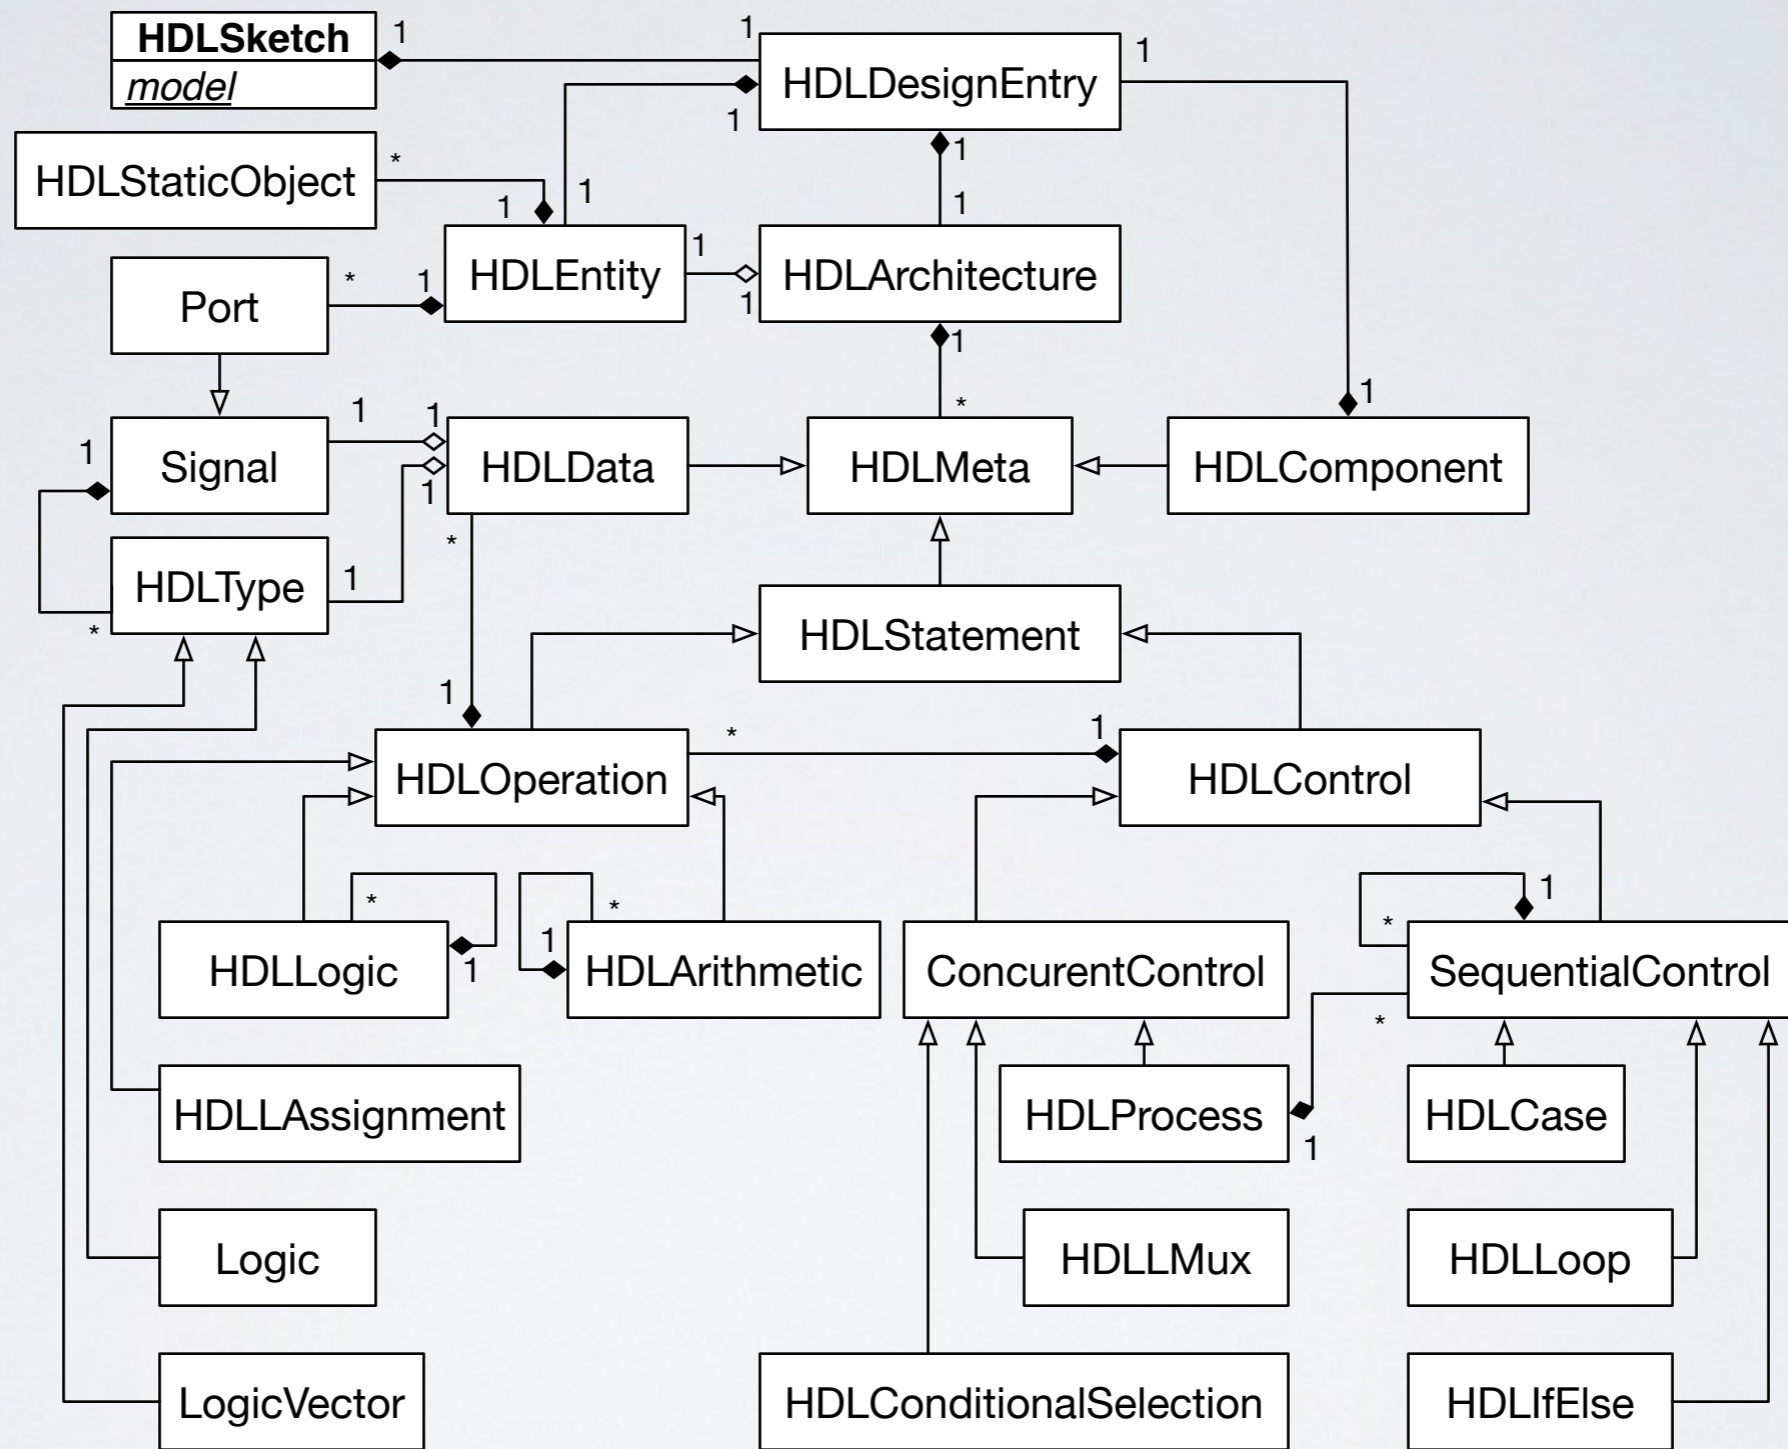 HDLSketch
model
1
1
HDLDesignEntry
1
1
1
1
1
HDLStaticObject
*
1
HDLEntity
1
1
HDLArchitecture
Port
*
1
1
*
Signal
1
1
1
HDLData
1
HDLMeta
HDLComponent
1
HDLType
*
1
*
HDLStatement
1
HDLOperation
*
1
HDLControl
HDLLogic
*
1
HDLArithmetic
*
1
ConcurentControl
SequentialControl
*
1
*
HDLLAssignment
HDLProcess
1
HDLCase
Logic
HDLLMux
HDLLoop
LogicVector
HDLConditionalSelection
HDLIfElse